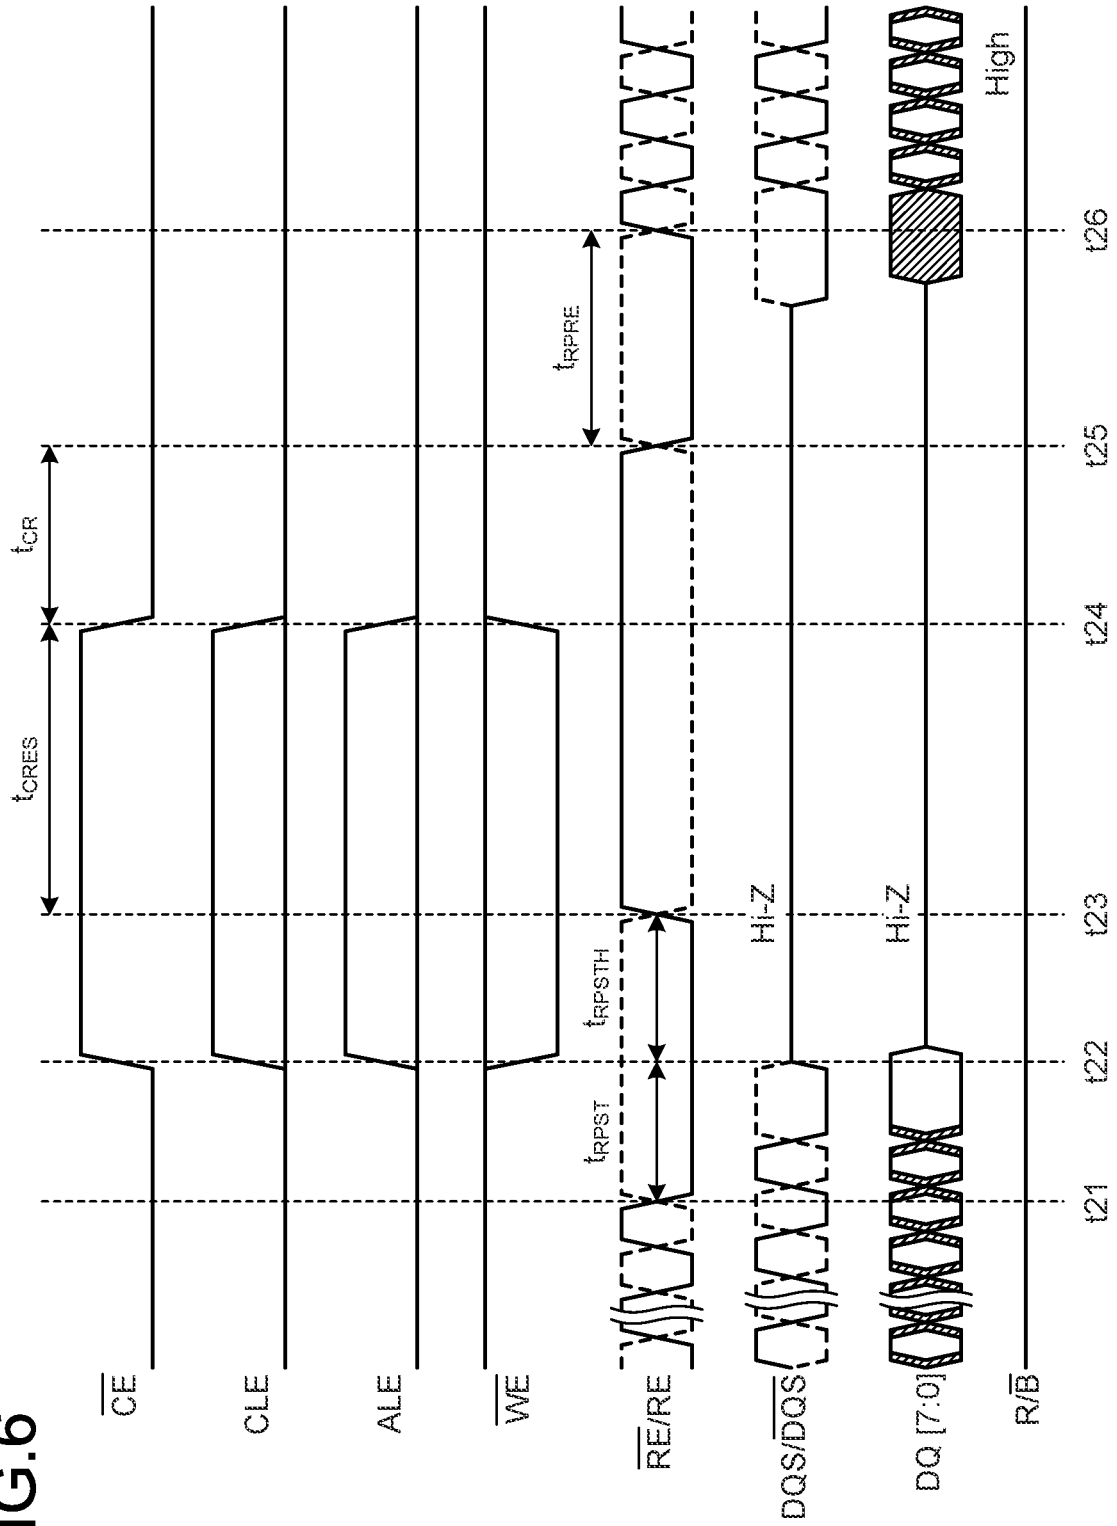 IG.6
tCRES
tCR
CE
CLE
ALE
WE
tRPST
tRPSTH
tRPRE
RE/RE
DQS/DQS
Hi-Z
DQ [7:0]
Hi-Z
R/B
High
t21
t22
t23
t24
t25
t26